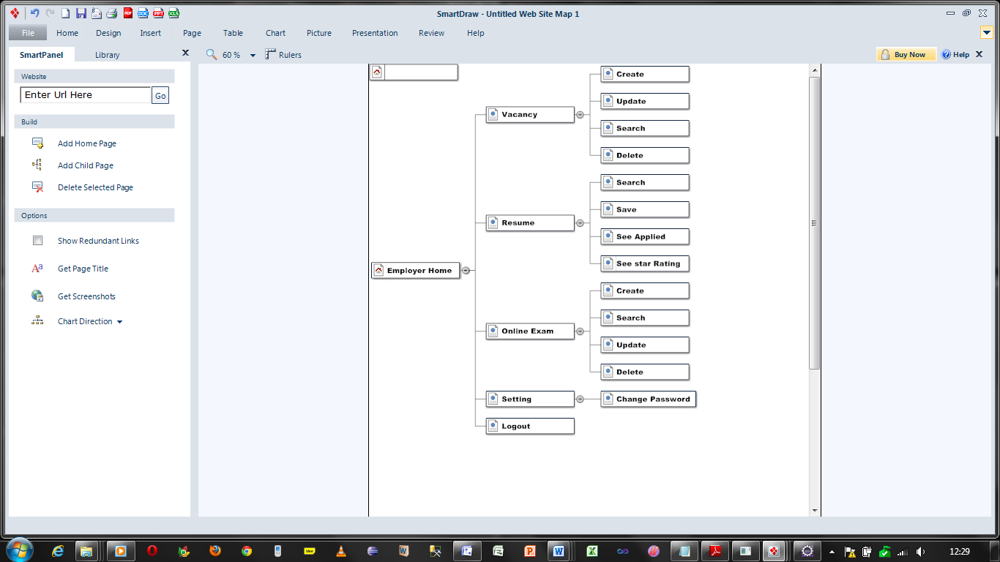 SmartDraw - Untitled Web Site Map 1
PDF DOC PPT XLS
File Home Design Insert Page Table Chart Picture Presentation Review Help
SmartPanel Library X
60 % Rulers
Buy Now Help X
Website
Enter Url Here Go
Build
Add Home Page
Add Child Page
Delete Selected Page
Options
Show Redundant Links
Get Page Title
Get Screenshots
Chart Direction
Employer Home
Vacancy
Create
Update
Search
Delete
Resume
Search
Save
See Applied
See star Rating
Online Exam
Create
Search
Update
Delete
Setting
Change Password
Logout
12:29